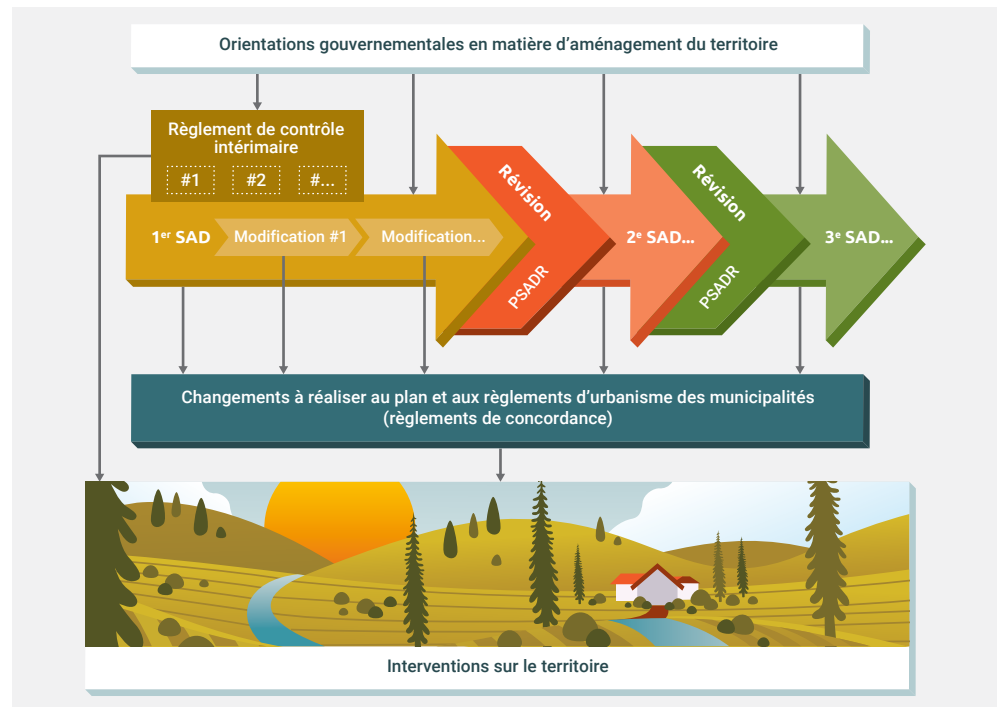 Orientations gouvernementales en matière d’aménagement du territoire
Règlement de contrôle
intérimaire
#1 #2 #...
1er SAD
Modification #1
Modification...
Révision
PSADR
2e SAD...
Révision
PSADR
3e SAD...
Changements à réaliser au plan et aux règlements d’urbanisme des municipalités
(règlements de concordance)
Interventions sur le territoire